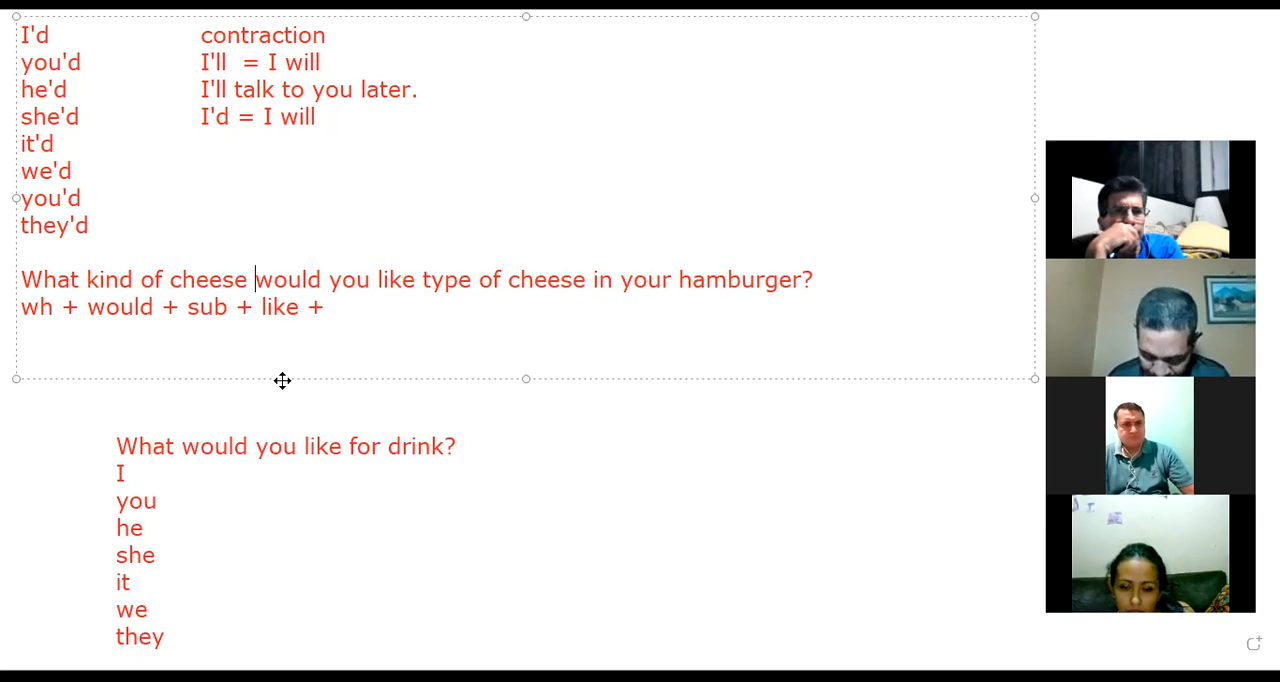 I'd
you'd
he'd
she'd
it'd
we'd
you'd
they'd
contraction
I'll = I will
I'll talk to you later.
I'd = I will
What kind of cheese would you like type of cheese in your hamburger?
wh + would + sub + like +
What would you like for drink?
I
you
he
she
it
we
they